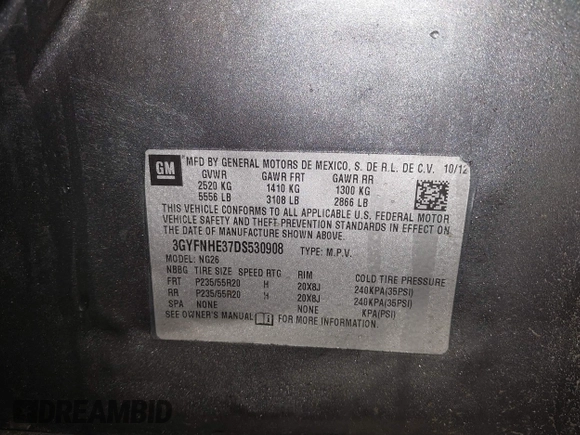 GM MFD BY GENERAL MOTORS DE MEXICO, S. DE R.L. DE C.V. 10/12
GVWR GAWR FRT GAWR RR
2520 KG 1410 KG 1300 KG
5556 LB 3108 LB 2866 LB
THIS VEHICLE CONFORMS TO ALL APPLICABLE U.S. FEDERAL MOTOR
VEHICLE SAFETY AND THEFT PREVENTION STANDARDS IN EFFECT ON
THE DATE OF MANUFACTURE SHOWN ABOVE.
3GYFNHE37DS530908 TYPE: M.P.V.
MODEL: NG26
NBBG TIRE SIZE SPEED RTG RIM COLD TIRE PRESSURE
FRT P235/55R20 H 20X8J 240KPA(35PSI)
RR P235/55R20 H 20X8J 240KPA(35PSI)
SPA NONE NONE KPA(PSI)
SEE OWNER'S MANUAL FOR MORE INFORMATION.
DREAMBID